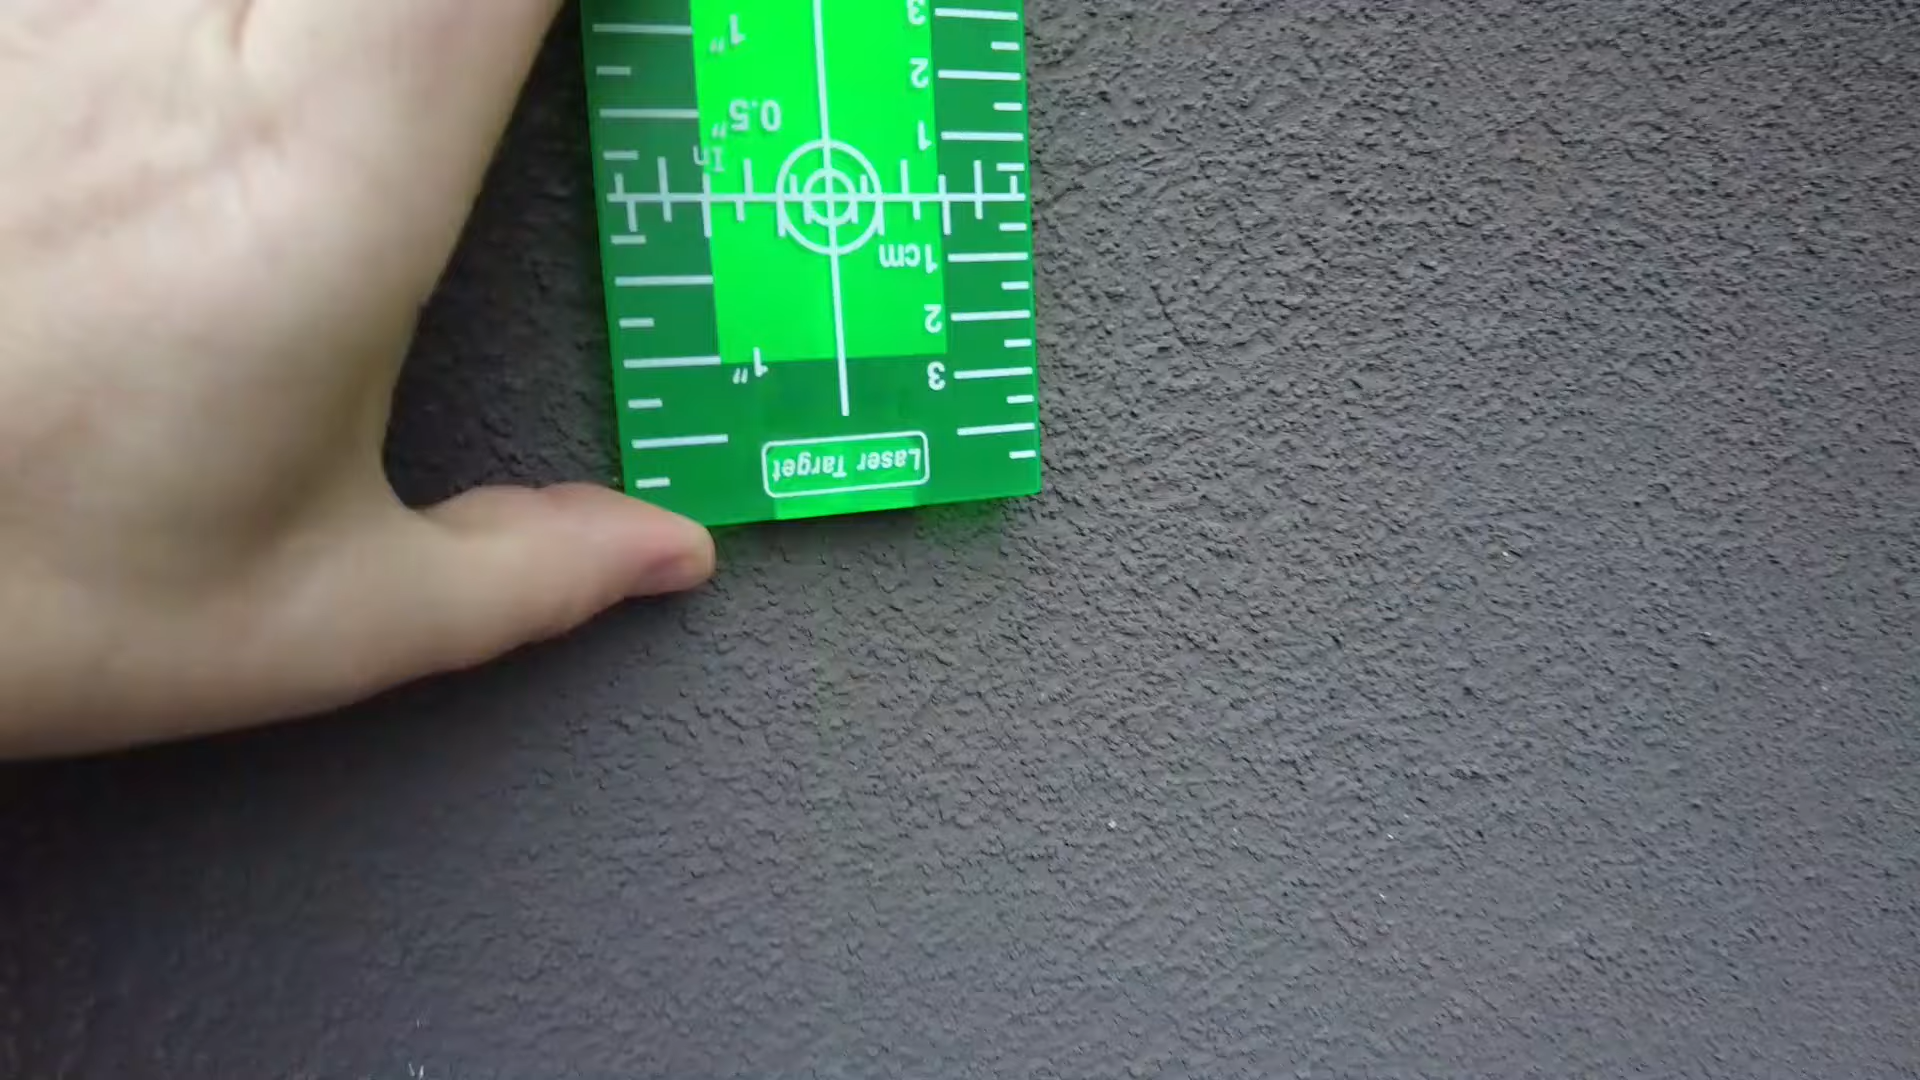 Laser Target
3
1"
2
1cm
In
1
0.5"
2
1"
3